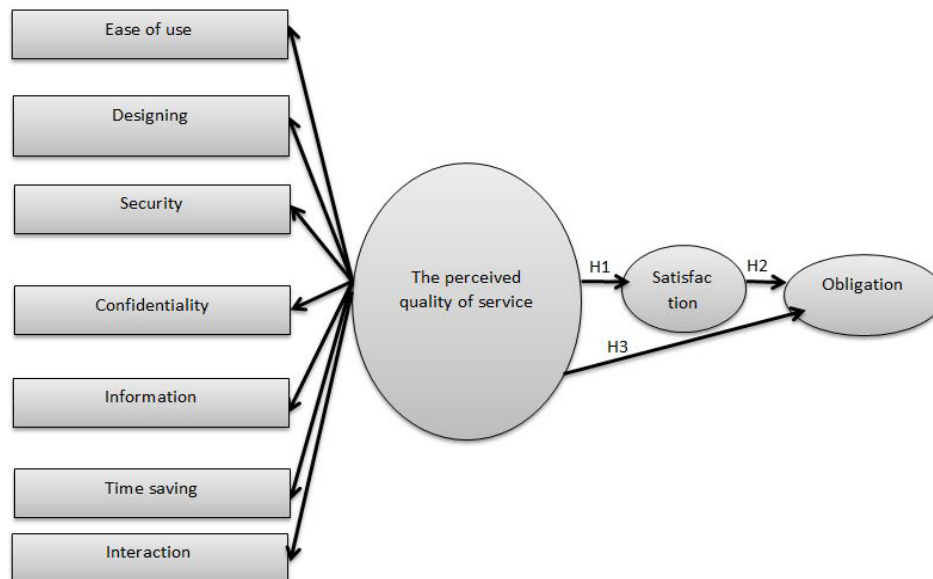 Ease of use
Designing
Security
Confidentiality
Information
Time saving
Interaction
The perceived
quality of service
H1
Satisfac
tion
H2
Obligation
H3